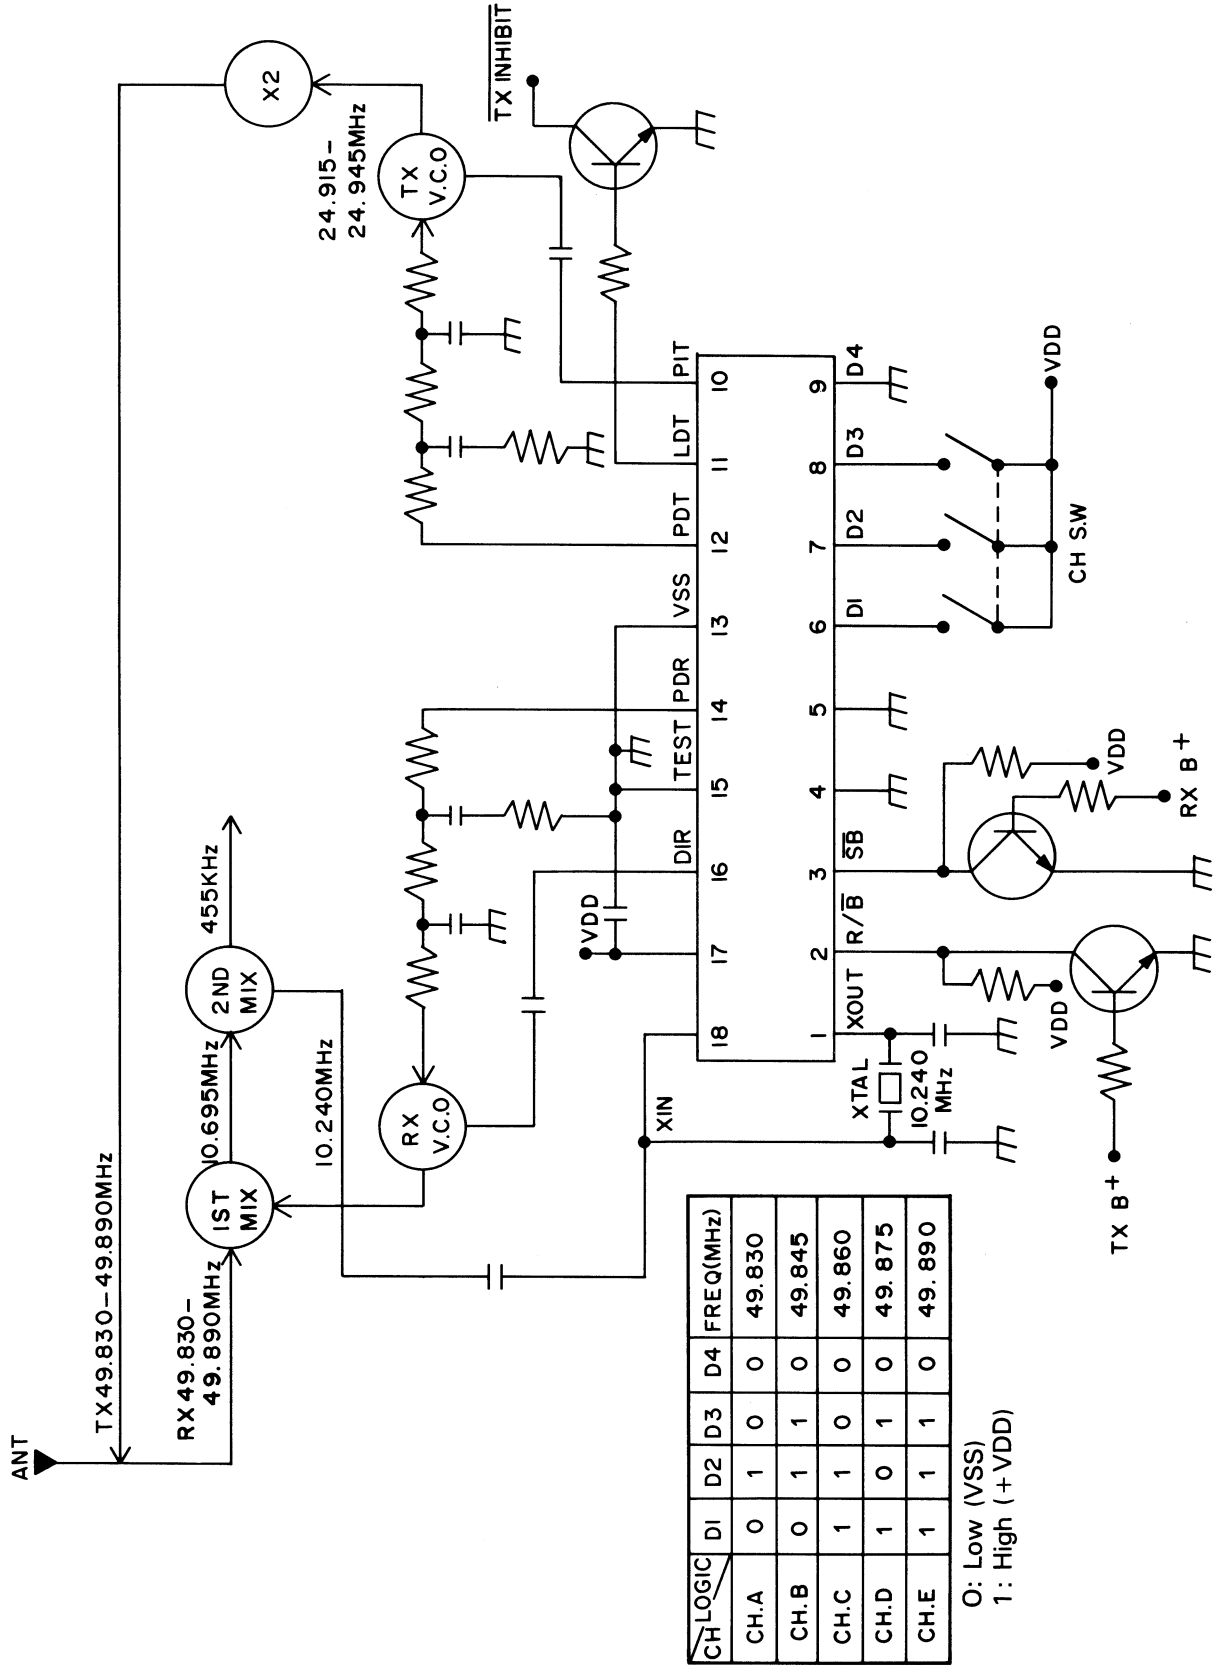 ANT
TX49.830-49.890MHz
RX49.830-
49.890MHz
1ST
MIX
10.695MHz
2ND
MIX
455KHz
10.240MHz
X2
24.915-
24.945MHz
RX
V.C.O
TX
V.C.O
TX INHIBIT
VDD
XIN
DIR
TEST
PDR
VSS
PDT
LDT
PIT
18
17
16
15
14
13
12
11
10
1
2
3
4
5
6
7
8
9
XOUT
R/B
SB
D1
D2
D3
D4
XTAL
10.240
MHz
VDD
TX B+
VDD
RX B+
CH S.W
VDD
CH LOGIC D1 D2 D3 D4 FREQ(MHz)
CH.A 0 1 0 0 49.830
CH.B 0 1 1 0 49.845
CH.C 1 1 0 0 49.860
CH.D 1 0 1 0 49.875
CH.E 1 1 1 0 49.890
0: Low (VSS)
1: High (+VDD)